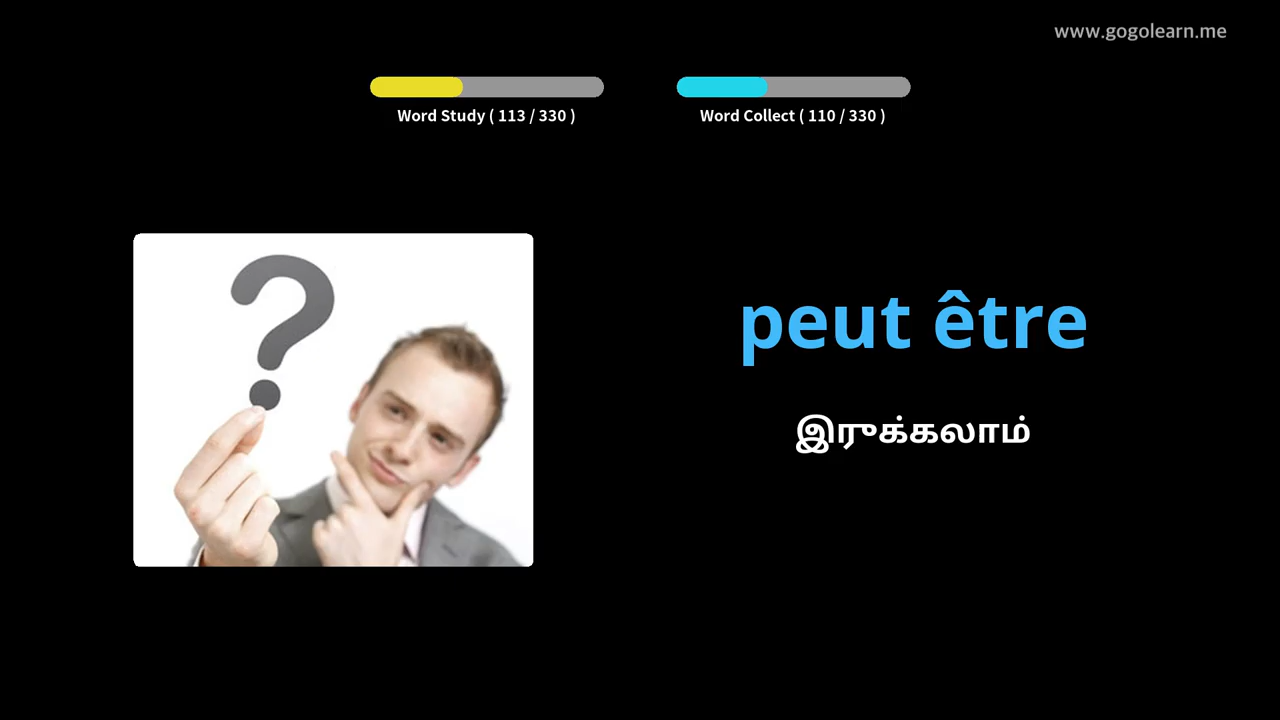 www.gogolearn.me
Word Study ( 113 / 330 )
Word Collect ( 110 / 330 )
peut être
இருக்கலாம்